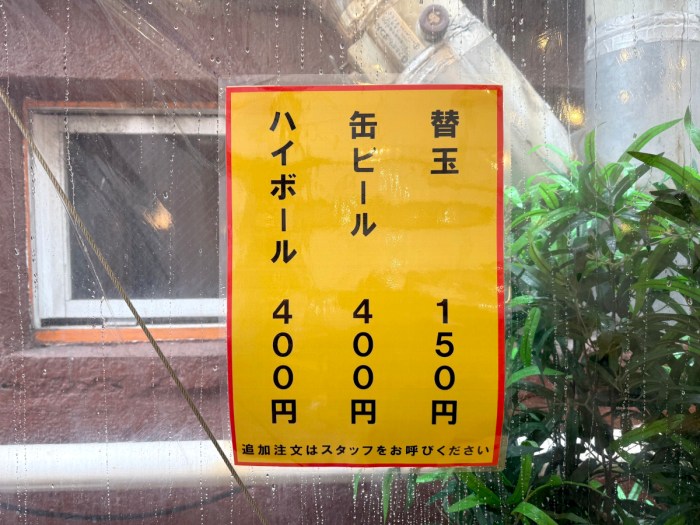 替玉 150円
缶ビール 400円
ハイボール 400円
追加注文はスタッフをお呼びください